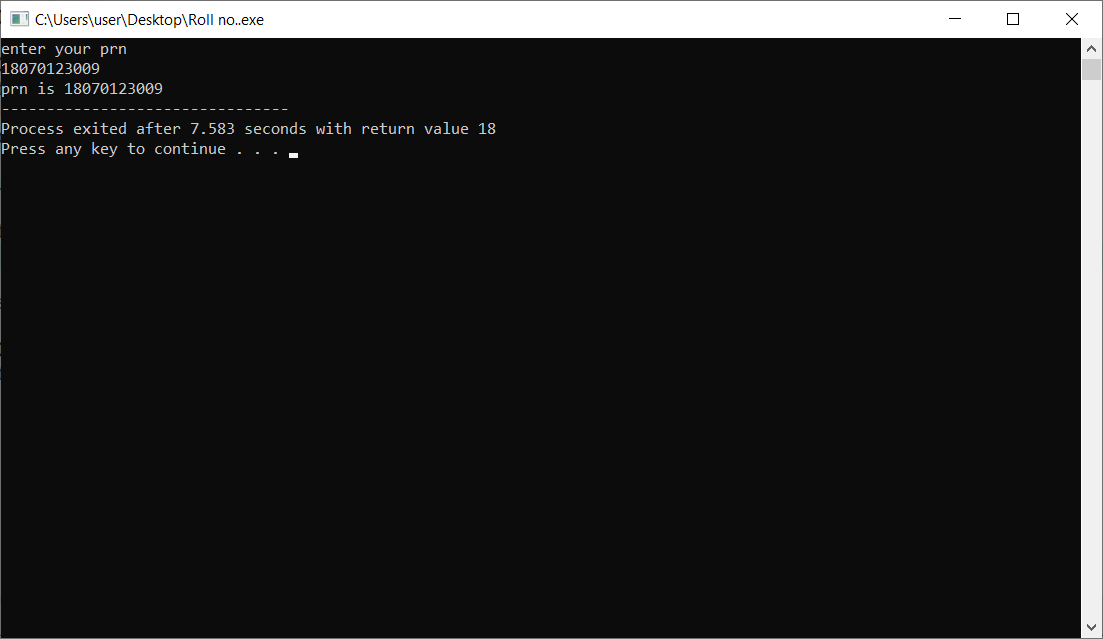 C:\Users\user\Desktop\Roll no..exe
enter your prn
18070123009
prn is 18070123009
--------------------------------
Process exited after 7.583 seconds with return value 18
Press any key to continue . . .